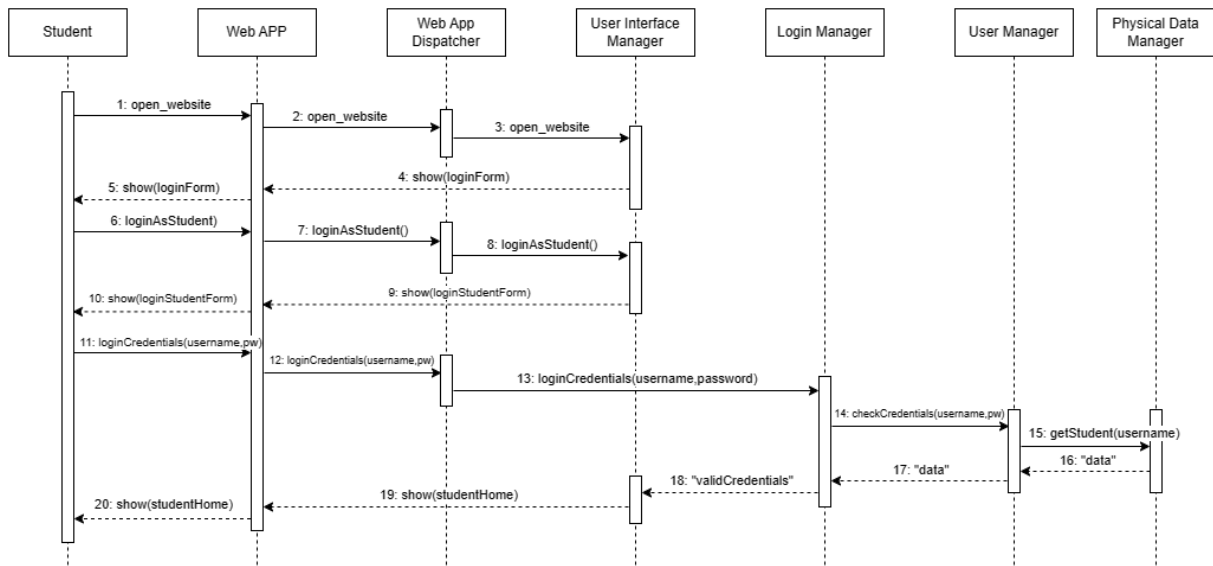 Student
Web APP
Web App
Dispatcher
User Interface
Manager
Login Manager
User Manager
Physical Data
Manager
1: open_website
2: open_website
3: open_website
4: show(loginForm)
5: show(loginForm)
6: loginAsStudent)
7: loginAsStudent()
8: loginAsStudent()
9: show(loginStudentForm)
10: show(loginStudentForm)
11: loginCredentials(username,pw)
12: loginCredentials(username,pw)
13: loginCredentials(username,password)
14: checkCredentials(username,pw)
15: getStudent(username)
16: "data"
17: "data"
18: "validCredentials"
19: show(studentHome)
20: show(studentHome)